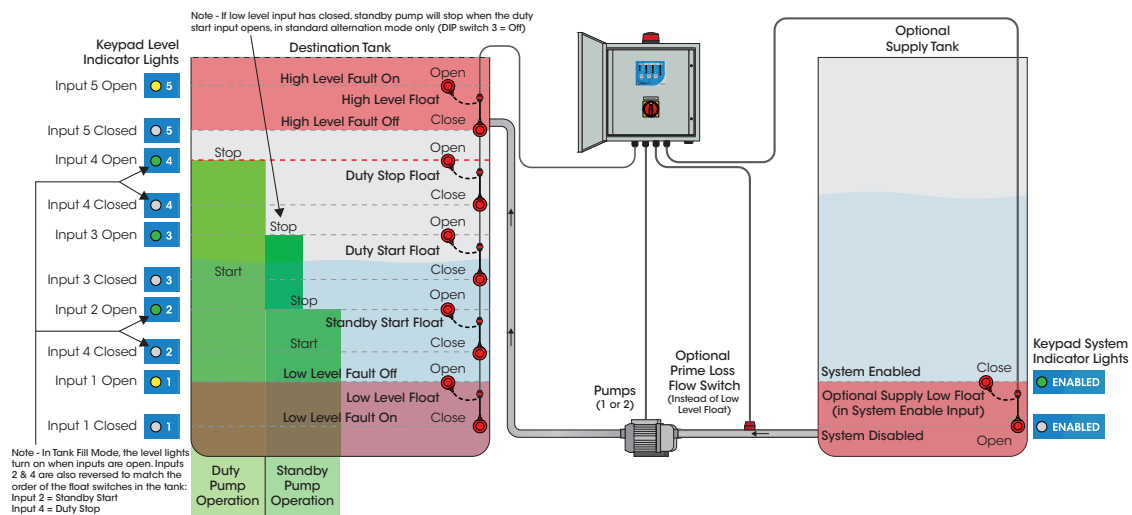 Note - If low level input has closed, standby pump will stop when the duty
start input opens, in standard alternation mode only (DIP switch 3 = Off)
Keypad Level
Indicator Lights
Destination Tank
Optional
Supply Tank
Input 5 Open
5
High Level Fault On
Open
High Level Float
Input 5 Closed
5
High Level Fault Off
Close
Input 4 Open
4
Stop
Open
Duty Stop Float
Input 4 Closed
4
Close
Input 3 Open
3
Stop
Open
Duty Start Float
Input 3 Closed
3
Start
Close
Input 2 Open
2
Stop
Open
Standby Start Float
Input 4 Closed
2
Start
Close
Input 1 Open
1
Low Level Fault Off
Open
Low Level Float
Input 1 Closed
1
Low Level Fault On
Close
Pumps
(1 or 2)
Optional
Prime Loss
Flow Switch
(Instead of Low
Level Float)
System Enabled
Close
Optional Supply Low Float
(in System Enable Input)
System Disabled
Open
Keypad System
Indicator Lights
ENABLED
ENABLED
Note - In Tank Fill Mode, the level lights
turn on when inputs are open. Inputs
2 & 4 are also reversed to match the
order of the float switches in the tank:
Input 2 = Standby Start
Input 4 = Duty Stop
Duty
Pump
Operation
Standby
Pump
Operation